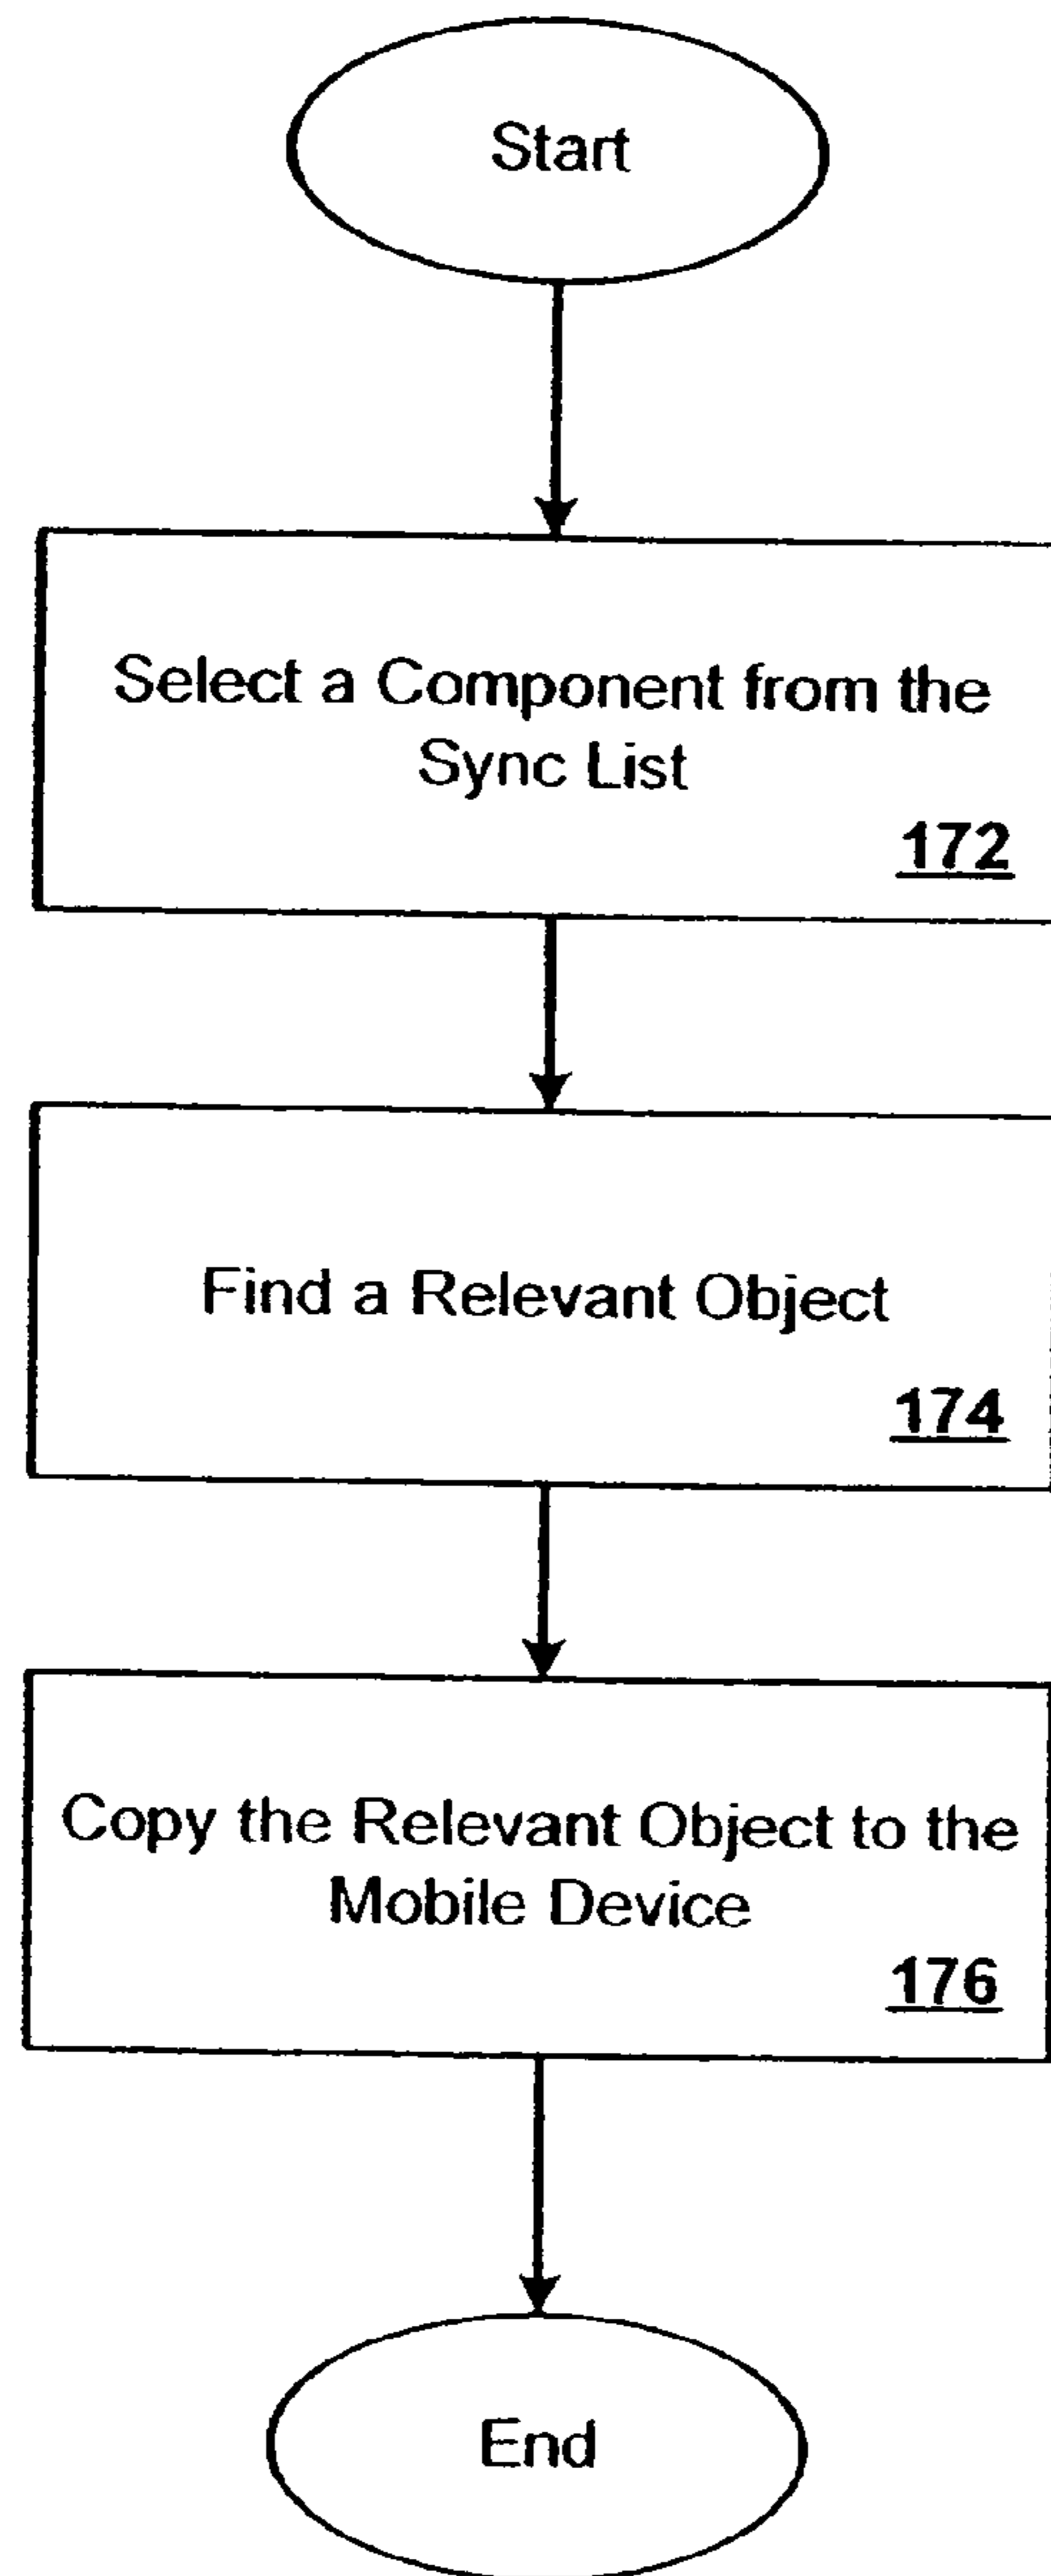 Start
Select a Component from the
Sync List
172
Find a Relevant Object
174
Copy the Relevant Object to the
Mobile Device
176
End